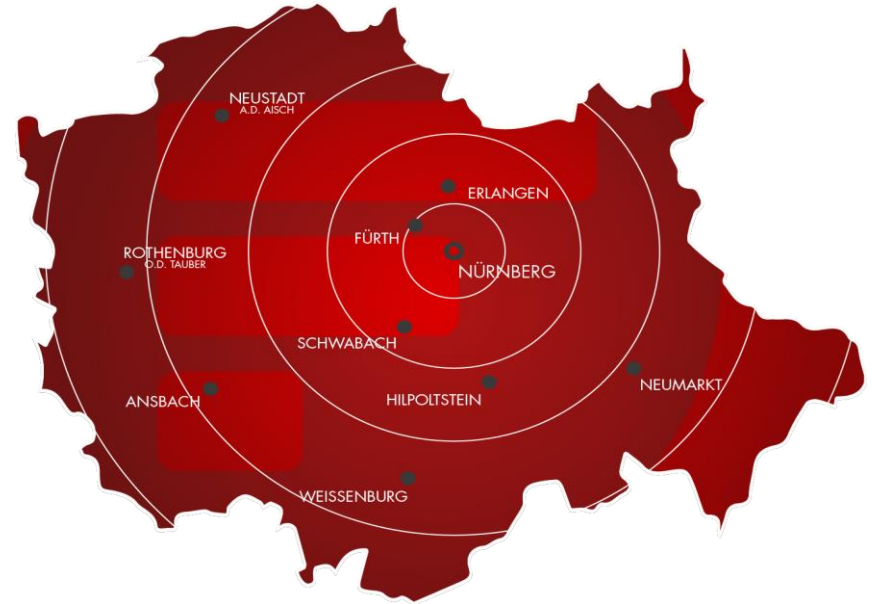 NEUSTADT
A.D. AISCH
ERLANGEN
FÜRTH
ROTHENBURG
O.D. TAUBER
NÜRNBERG
SCHWABACH
NEUMARKT
HILPOLTSTEIN
ANSBACH
WEISSENBURG